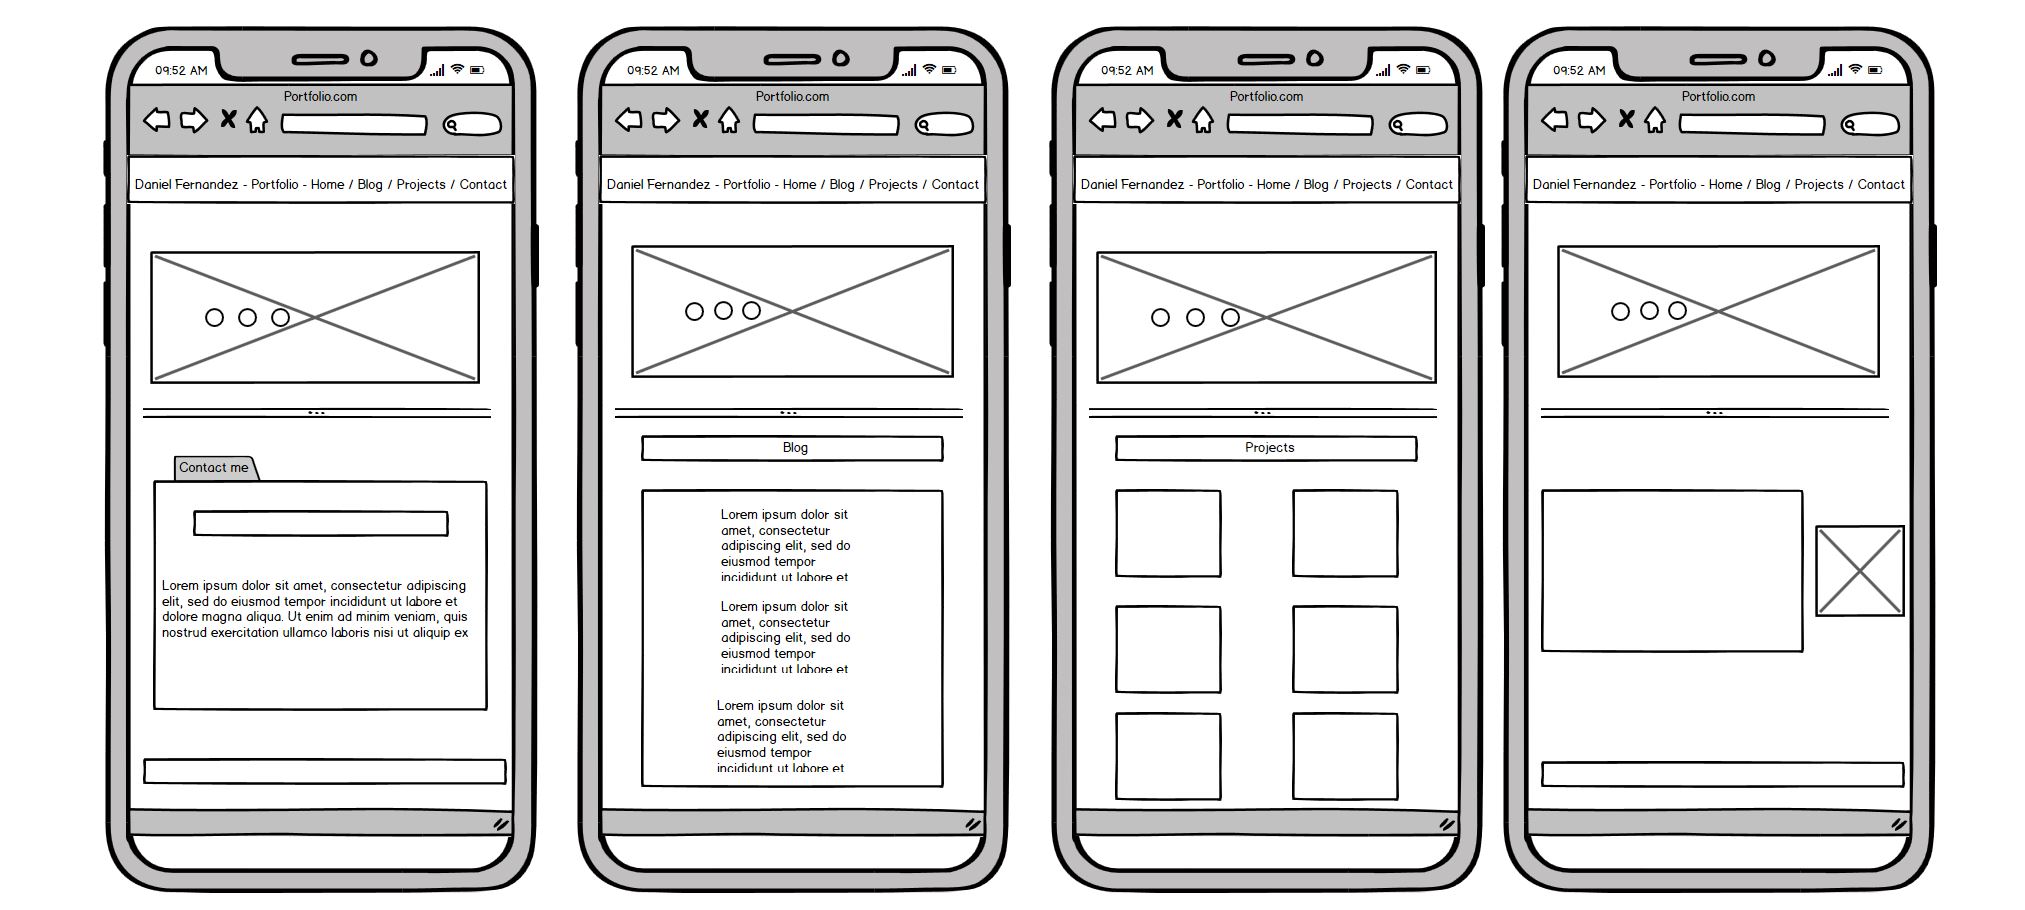 09:52 AM
Portfolio.com
Daniel Fernandez - Portfolio - Home / Blog / Projects / Contact
Contact me
Lorem ipsum dolor sit amet, consectetur adipiscing
elit, sed do eiusmod tempor incididunt ut labore et
dolore magna aliqua. Ut enim ad minim veniam, quis
nostrud exercitation ullamco laboris nisi ut aliquip ex
09:52 AM
Portfolio.com
Daniel Fernandez - Portfolio - Home / Blog / Projects / Contact
Blog
Lorem ipsum dolor sit
amet, consectetur
adipiscing elit, sed do
eiusmod tempor
incididunt ut labore et
Lorem ipsum dolor sit
amet, consectetur
adipiscing elit, sed do
eiusmod tempor
incididunt ut labore et
Lorem ipsum dolor sit
amet, consectetur
adipiscing elit, sed do
eiusmod tempor
incididunt ut labore et
09:52 AM
Portfolio.com
Daniel Fernandez - Portfolio - Home / Blog / Projects / Contact
Projects
09:52 AM
Portfolio.com
Daniel Fernandez - Portfolio - Home / Blog / Projects / Contact